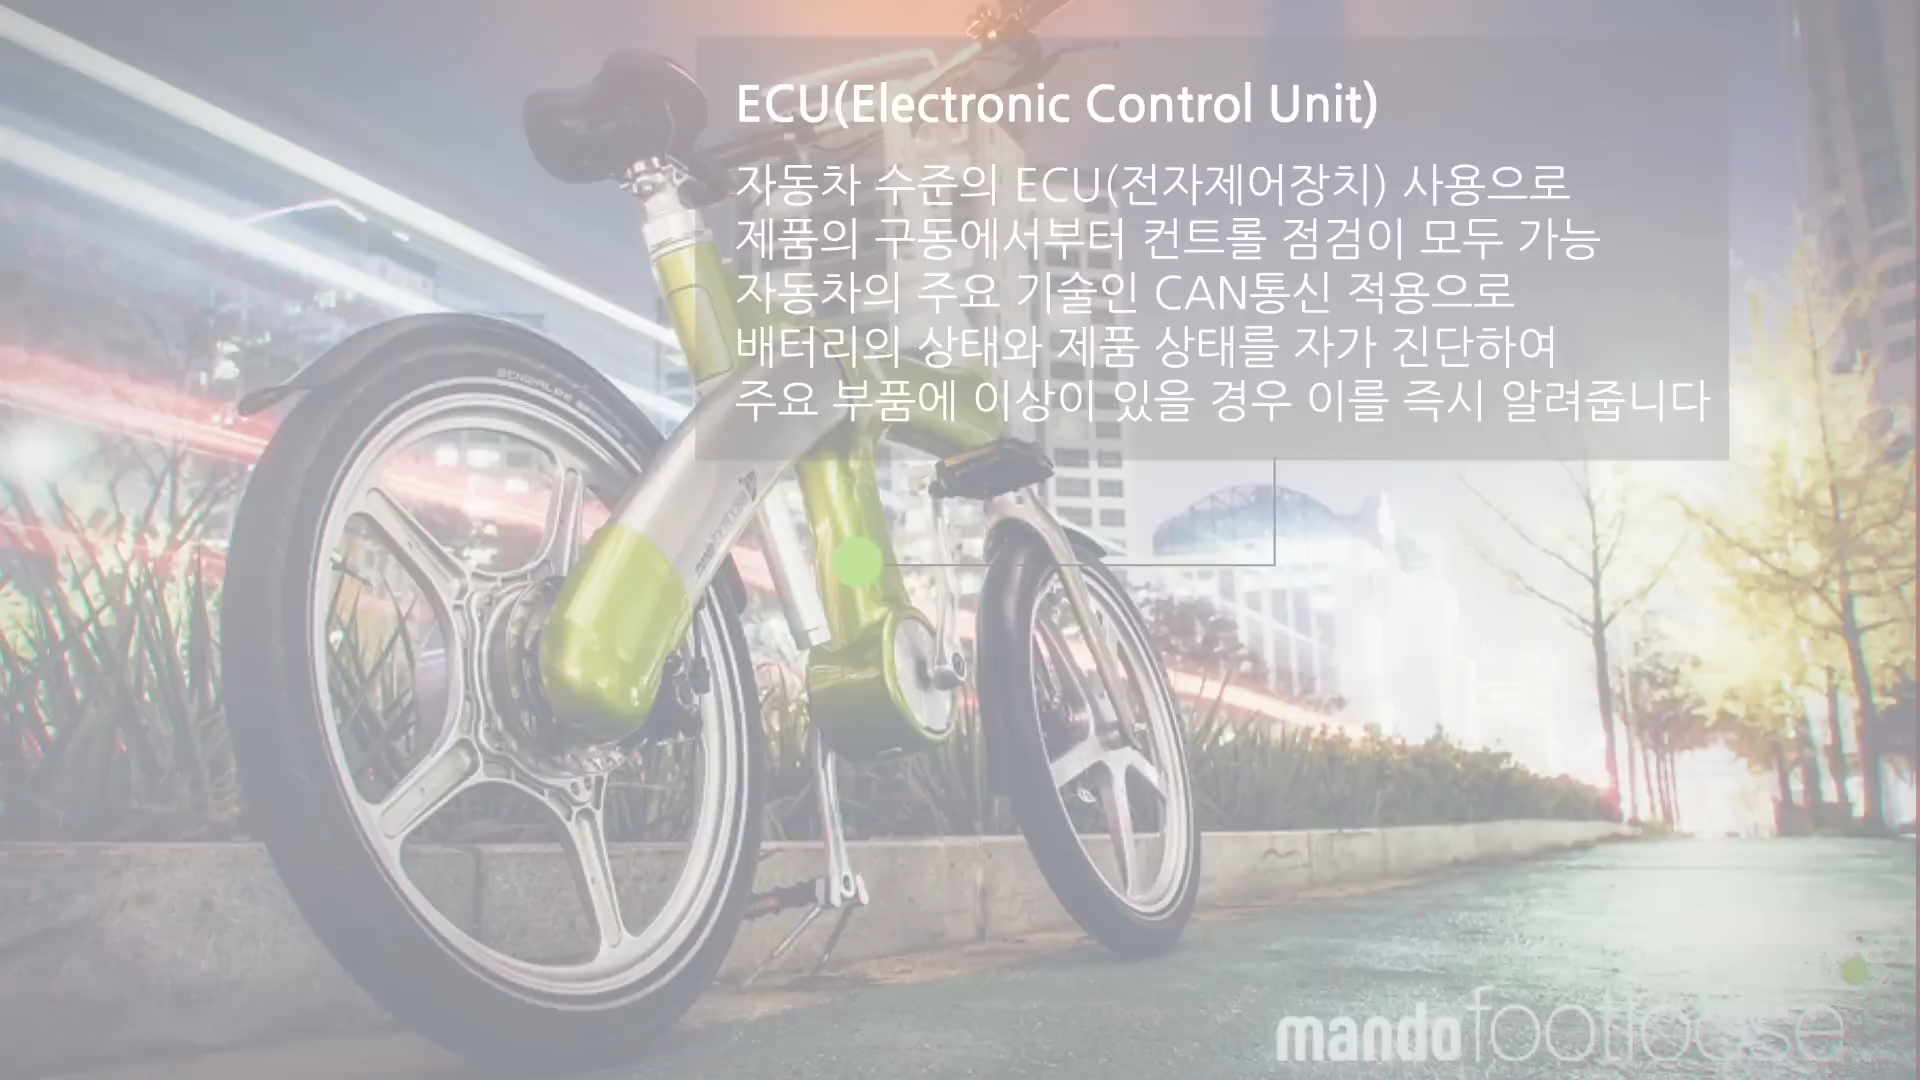 ECU(Electronic Control Unit)
자동차 수준의 ECU(전자제어장치) 사용으로
제품의 구동에서부터 컨트롤 점검이 모두 가능
자동차의 주요 기술인 CAN통신 적용으로
배터리의 상태와 제품 상태를 자가 진단하여
주요 부품에 이상이 있을 경우 이를 즉시 알려줍니다
mandofootloose